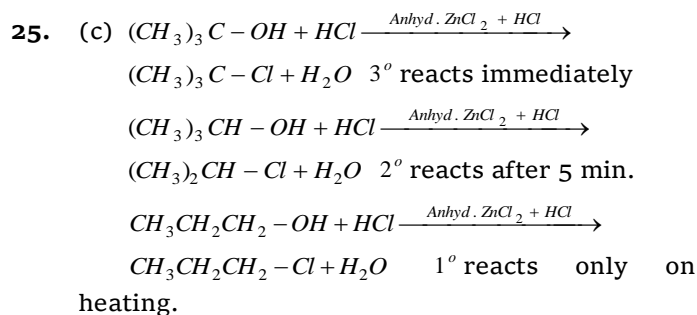 25. (c) (CH₃)₃C – OH + HCl —Anhyd. ZnCl₂ + HCl→
(CH₃)₃C – Cl + H₂O 3° reacts immediately
(CH₃)₃CH – OH + HCl —Anhyd. ZnCl₂ + HCl→
(CH₃)₂CH – Cl + H₂O 2° reacts after 5 min.
CH₃CH₂CH₂ – OH + HCl —Anhyd. ZnCl₂ + HCl→
CH₃CH₂CH₂ – Cl + H₂O 1° reacts only on
heating.